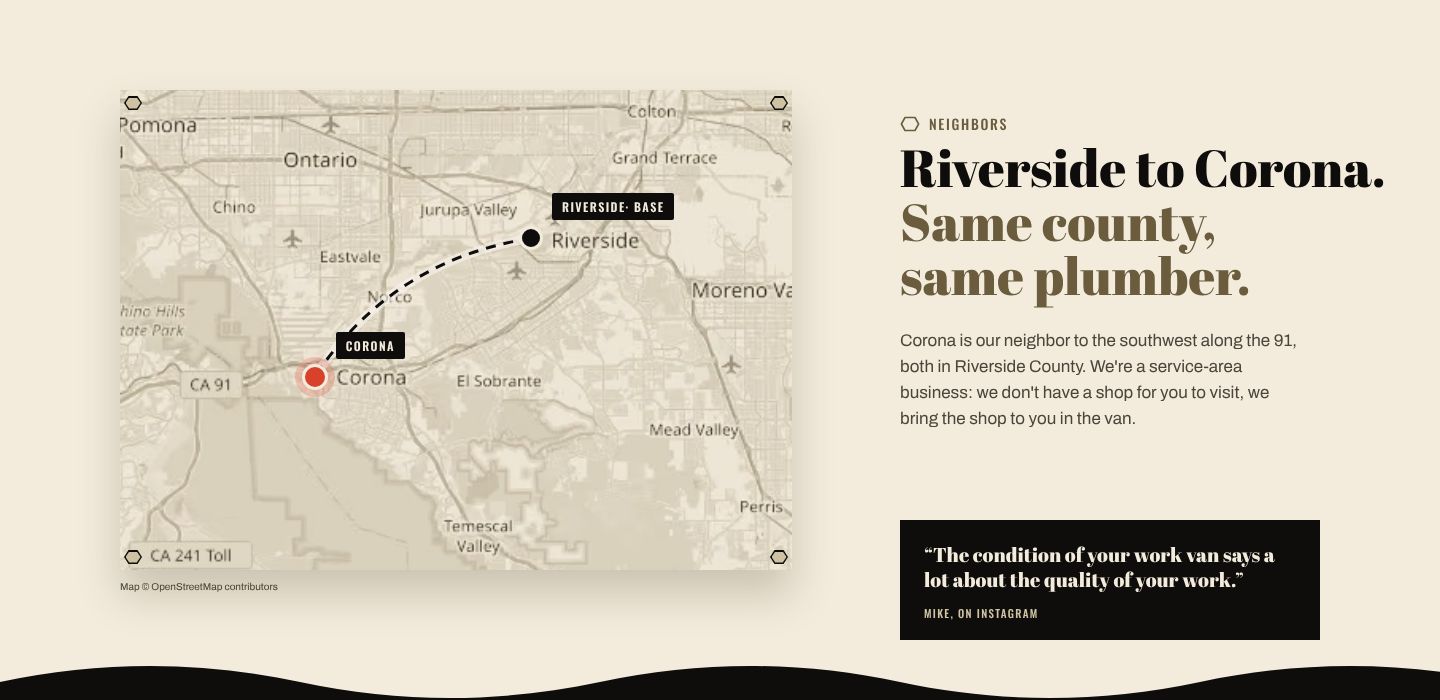 Colton
Pomona
Ontario
Grand Terrace
Chino
Jurupa Valley
RIVERSIDE· BASE
Riverside
Eastvale
Norco
Moreno Va
hino Hills
tate Park
CORONA
CA 91
Corona
El Sobrante
Mead Valley
Perris
Temescal
Valley
CA 241 Toll
Map © OpenStreetMap contributors
NEIGHBORS
Riverside to Corona.
Same county,
same plumber.
Corona is our neighbor to the southwest along the 91,
both in Riverside County. We're a service-area
business: we don't have a shop for you to visit, we
bring the shop to you in the van.
“The condition of your work van says a
lot about the quality of your work.”
MIKE, ON INSTAGRAM